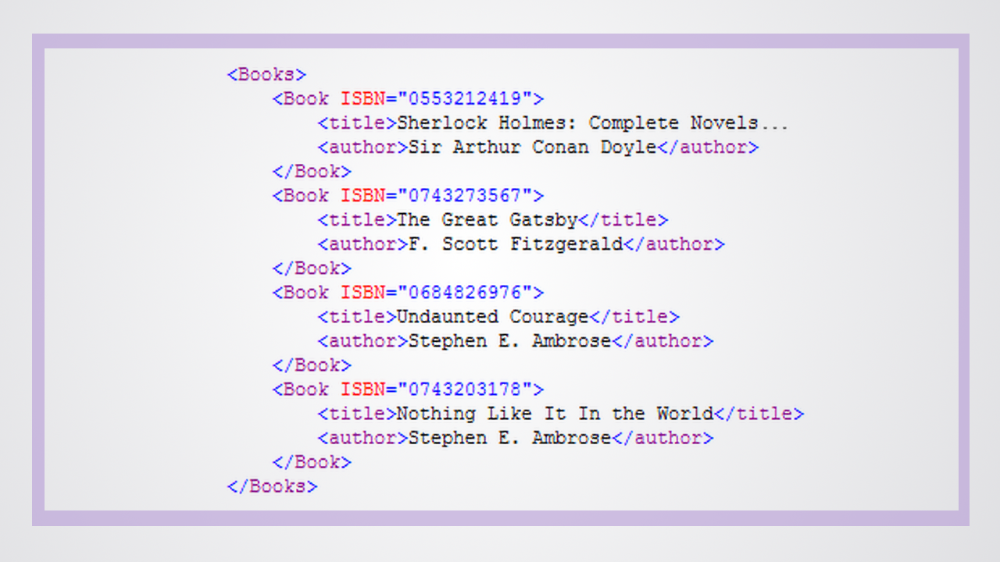 <Books>
<Book ISBN="0553212419">
<title>Sherlock Holmes: Complete Novels...
<author>Sir Arthur Conan Doyle</author>
</Book>
<Book ISBN="0743273567">
<title>The Great Gatsby</title>
<author>F. Scott Fitzgerald</author>
</Book>
<Book ISBN="0684826976">
<title>Undaunted Courage</title>
<author>Stephen E. Ambrose</author>
</Book>
<Book ISBN="0743203178">
<title>Nothing Like It In the World</title>
<author>Stephen E. Ambrose</author>
</Book>
</Books>